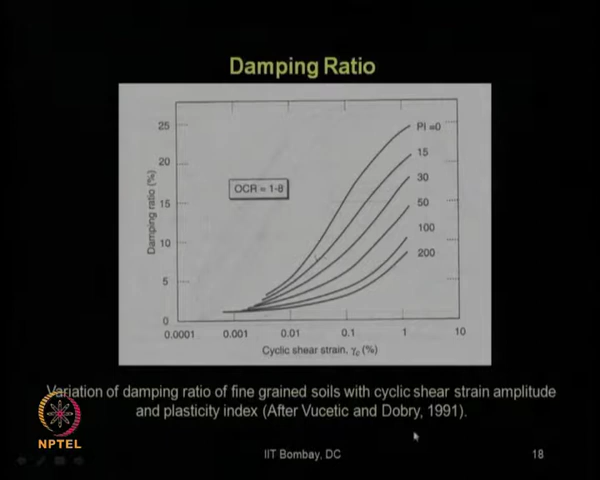 Damping Ratio
25
20
15
10
5
0
Damping ratio (%)
OCR = 1-8
PI =0
15
30
50
100
200
0.0001
0.001
0.01
0.1
1
10
Cyclic shear strain, γc (%)
Variation of damping ratio of fine grained soils with cyclic shear strain amplitude
and plasticity index (After Vucetic and Dobry, 1991).
NPTEL
IIT Bombay, DC
18